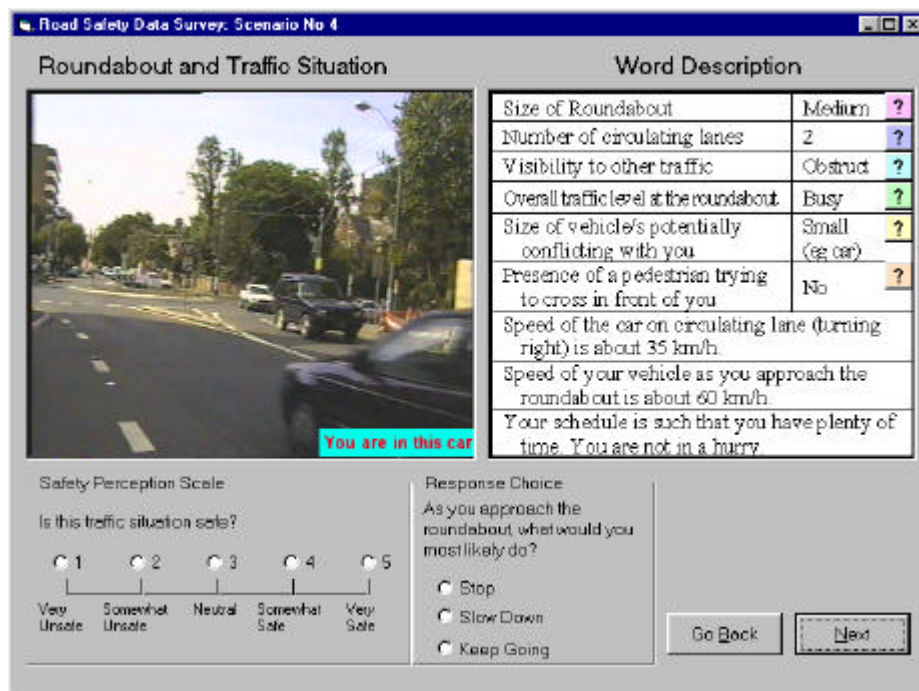 Road Safety Data Survey: Scenario No 4
Roundabout and Traffic Situation
Word Description
You are in this car
Size of Roundabout Medium ?
Number of circulating lanes 2 ?
Visibility to other traffic Obstruct ?
Overall traffic level at the roundabout Busy ?
Size of vehicle/s potentially Small ?
conflicting with you (eg car)
Presence of a pedestrian trying ?
to cross in front of you No
Speed of the car on circulating lane (turning
right) is about 35 km/h.
Speed of your vehicle as you approach the
roundabout is about 60 km/h.
Your schedule is such that you have plenty of
time. You are not in a hurry.
Safety Perception Scale
Is this traffic situation safe?
1 2 3 4 5
Very Somewhat Neutral Somewhat Very
Unsafe Unsafe Safe Safe
Response Choice
As you approach the
roundabout, what would you
most likely do?
Stop
Slow Down
Keep Going
Go Back Next